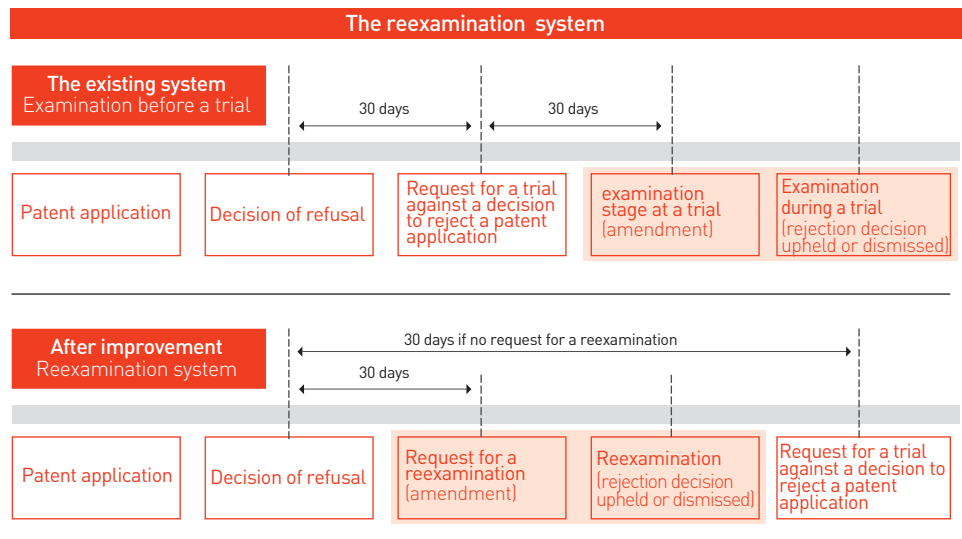 The reexamination system
The existing system
Examination before a trial
30 days
30 days
Patent application
Decision of refusal
Request for a trial
against a decision
to reject a patent
application
examination
stage at a trial
(amendment)
Examination
during a trial
(rejection decision
upheld or dismissed)
After improvement
Reexamination system
30 days if no request for a reexamination
30 days
Patent application
Decision of refusal
Request for a
reexamination
(amendment)
Reexamination
(rejection decision
upheld or dismissed)
Request for a trial
against a decision to
reject a patent
application